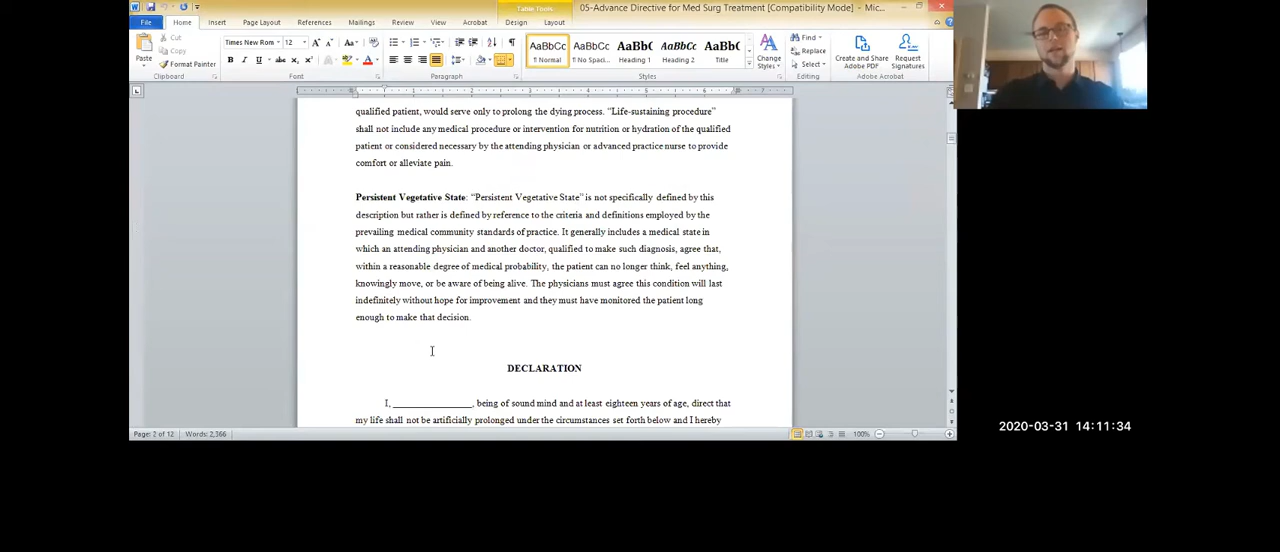 Table Tools
05-Advance Directive for Med Surg Treatment [Compatibility Mode] - Mic...
File Home Insert Page Layout References Mailings Review View Acrobat Design Layout
Paste
Cut
Copy
Format Painter
Clipboard
Times New Rom 12
Font
Paragraph
AaBbCc AaBbCc AaBbC AaBbCc AaBbC
¶ Normal ¶ No Spaci... Heading 1 Heading 2 Title
Change Styles
Styles
Find
Replace
Select
Editing
Create and Share Adobe PDF
Request Signatures
Adobe Acrobat
qualified patient, would serve only to prolong the dying process. “Life-sustaining procedure”
shall not include any medical procedure or intervention for nutrition or hydration of the qualified
patient or considered necessary by the attending physician or advanced practice nurse to provide
comfort or alleviate pain.
Persistent Vegetative State: “Persistent Vegetative State” is not specifically defined by this
description but rather is defined by reference to the criteria and definitions employed by the
prevailing medical community standards of practice. It generally includes a medical state in
which an attending physician and another doctor, qualified to make such diagnosis, agree that,
within a reasonable degree of medical probability, the patient can no longer think, feel anything,
knowingly move, or be aware of being alive. The physicians must agree this condition will last
indefinitely without hope for improvement and they must have monitored the patient long
enough to make that decision.
DECLARATION
I, _________________, being of sound mind and at least eighteen years of age, direct that
my life shall not be artificially prolonged under the circumstances set forth below and I hereby
Page: 2 of 12 Words: 2,366 100%
2020-03-31 14:11:34